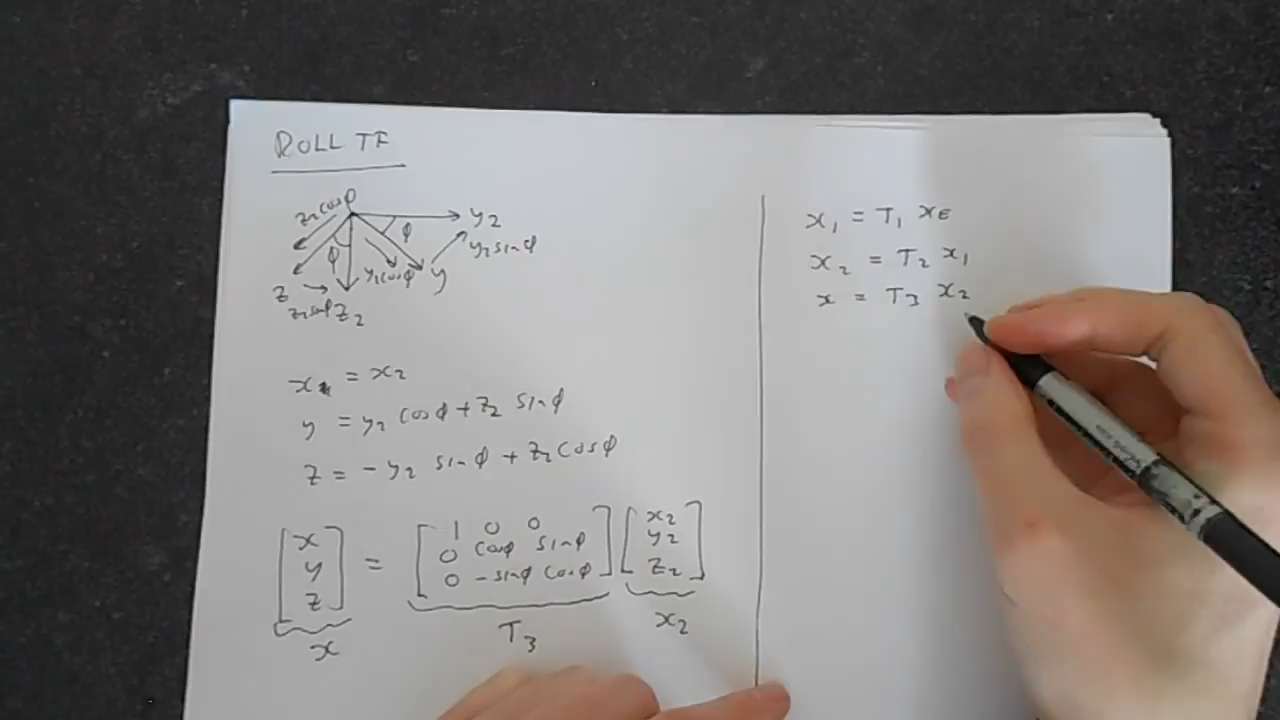 ROLL TF
z₂cosφ
y₂
φ
y₂sinφ
φ
y₂cosφ
y
z
z₂sinφ
z₂
x = x₂
y = y₂ cosφ + z₂ sinφ
z = -y₂ sinφ + z₂ cosφ
[x y z] = [1 0 0
0 cosφ sinφ
0 -sinφ cosφ] [x₂ y₂ z₂]
x T₃ x₂
x₁ = T₁ xE
x₂ = T₂ x₁
x = T₃ x₂